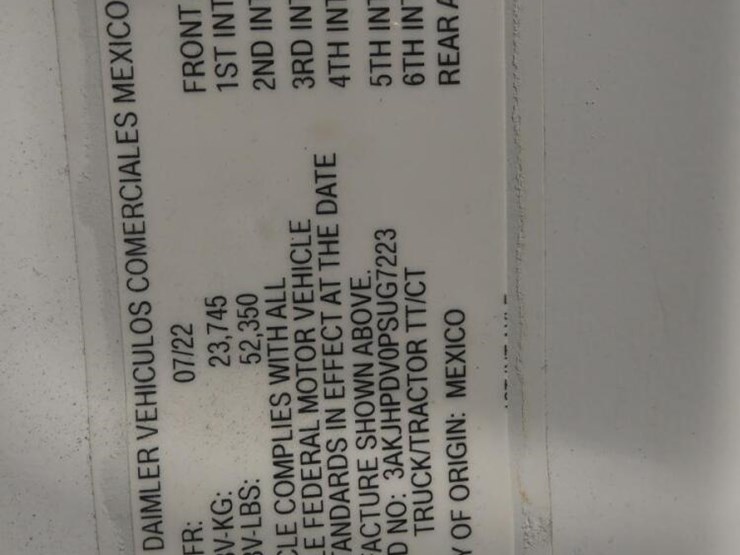 DAIMLER VEHICULOS COMERCIALES MEXICO
FR: 07/22
V-KG: 23,745
V-LBS: 52,350
CLE COMPLIES WITH ALL
LE FEDERAL MOTOR VEHICLE
TANDARDS IN EFFECT AT THE DATE
FACTURE SHOWN ABOVE.
D NO: 3AKJHPDV0PSUG7223
TRUCK/TRACTOR TT/CT
Y OF ORIGIN: MEXICO
FRONT
1ST INT
2ND INT
3RD INT
4TH INT
5TH INT
6TH INT
REAR A